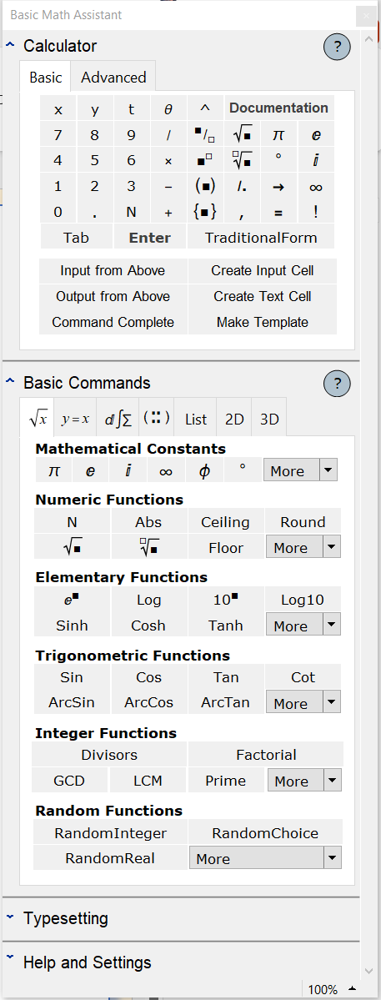 Basic Math Assistant ×
Calculator ?
Basic Advanced
x y t θ ^ Documentation
7 8 9 / ■/□ √■ π ⅇ
4 5 6 × ■□ □√■ ° ⅈ
1 2 3 − (■) /. → ∞
0 . N + {■} , = !
Tab Enter TraditionalForm
Input from Above Create Input Cell
Output from Above Create Text Cell
Command Complete Make Template
Basic Commands ?
√x y=x ⅆ∫Σ (∷) List 2D 3D
Mathematical Constants
π ⅇ ⅈ ∞ ϕ ° More
Numeric Functions
N Abs Ceiling Round
√■ □√■ Floor More
Elementary Functions
ⅇ■ Log 10■ Log10
Sinh Cosh Tanh More
Trigonometric Functions
Sin Cos Tan Cot
ArcSin ArcCos ArcTan More
Integer Functions
Divisors Factorial
GCD LCM Prime More
Random Functions
RandomInteger RandomChoice
RandomReal More
Typesetting
Help and Settings
100%